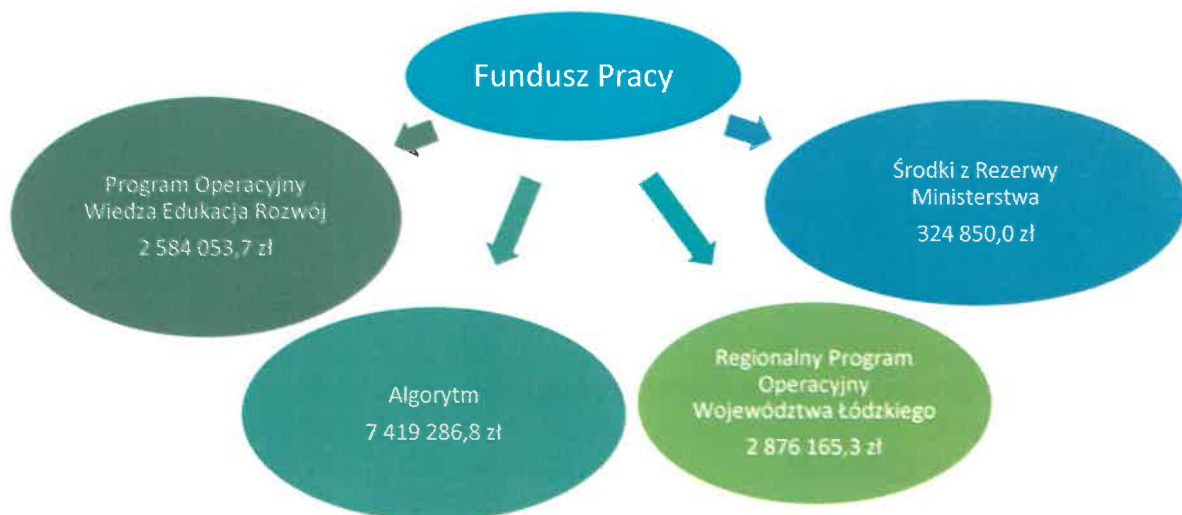 Fundusz Pracy
Program Operacyjny
Wiedza Edukacja Rozwój
2 584 053,7 zł
Algorytm
7 419 286,8 zł
Regionalny Program
Operacyjny
Województwa Łódzkiego
2 876 165,3 zł
Środki z Rezerwy
Ministerstwa
324 850,0 zł